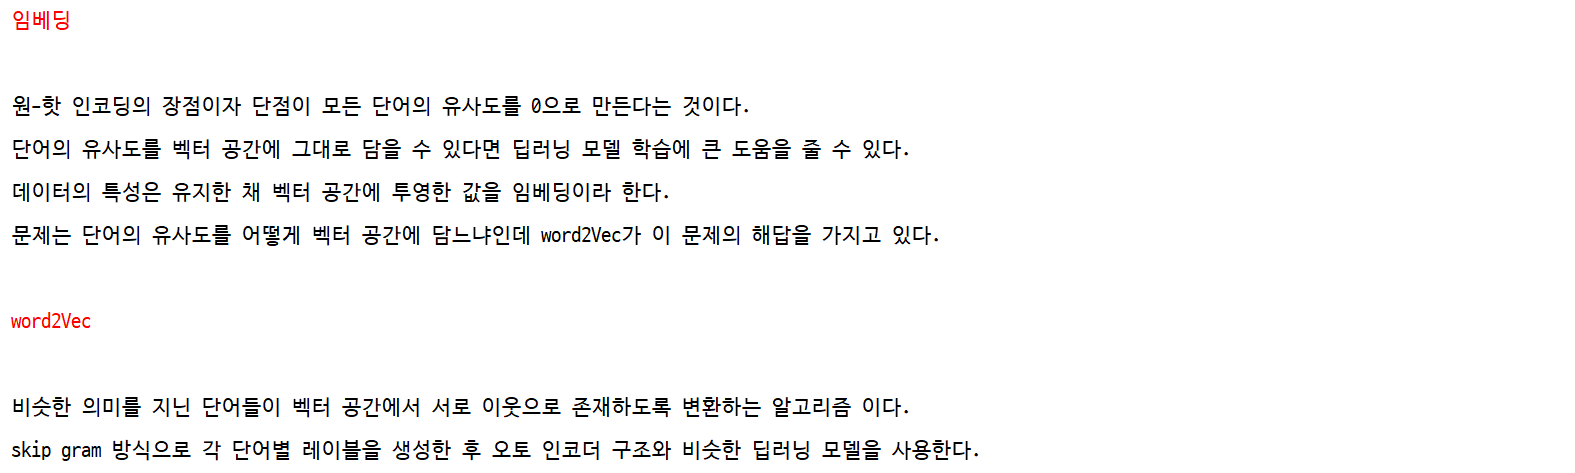 임베딩
원-핫 인코딩의 장점이자 단점이 모든 단어의 유사도를 0으로 만든다는 것이다.
단어의 유사도를 벡터 공간에 그대로 담을 수 있다면 딥러닝 모델 학습에 큰 도움을 줄 수 있다.
데이터의 특성은 유지한 채 벡터 공간에 투영한 값을 임베딩이라 한다.
문제는 단어의 유사도를 어떻게 벡터 공간에 담느냐인데 word2Vec가 이 문제의 해답을 가지고 있다.
word2Vec
비슷한 의미를 지닌 단어들이 벡터 공간에서 서로 이웃으로 존재하도록 변환하는 알고리즘 이다.
skip gram 방식으로 각 단어별 레이블을 생성한 후 오토 인코더 구조와 비슷한 딥러닝 모델을 사용한다.